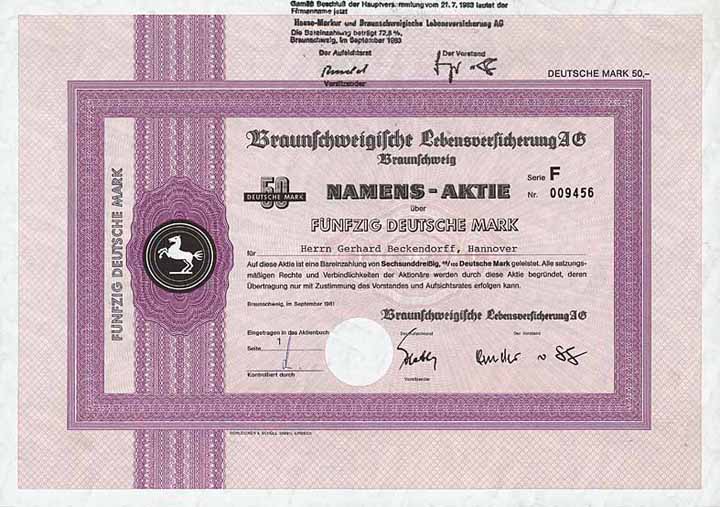 Gemäß Beschluß der Hauptversammlung vom 21.7.1983 lautet der
Firmenname jetzt
Hanse-Merkur und Braunschweigische Lebensversicherung AG
Die Bareinzahlung beträgt 72,8 %.
Braunschweig, im September 1983
Der Aufsichtsrat Der Vorstand
Vorsitzender
DEUTSCHE MARK 50,–
Braunschweigische Lebensversicherung AG
Braunschweig
50
DEUTSCHE MARK
NAMENS-AKTIE
Serie F
Nr. 009456
über
FÜNFZIG DEUTSCHE MARK
für Herrn Gerhard Beckendorff, Hannover
Auf diese Aktie ist eine Bareinzahlung von Sechsunddreißig, Deutsche Mark geleistet. Alle satzungs-
mäßigen Rechte und Verbindlichkeiten der Aktionäre werden durch diese Aktie begründet, deren
Übertragung nur mit Zustimmung des Vorstandes und Aufsichtsrates erfolgen kann.
Braunschweig, im September 1981
Braunschweigische Lebensversicherung AG
Eingetragen in das Aktienbuch
Der Aufsichtsrat Der Vorstand
Seite 1
Kontrolliert durch
Vorsitzender
FÜNFZIG DEUTSCHE MARK
SCHLEICHER & SCHÜLL GMBH, EINBECK